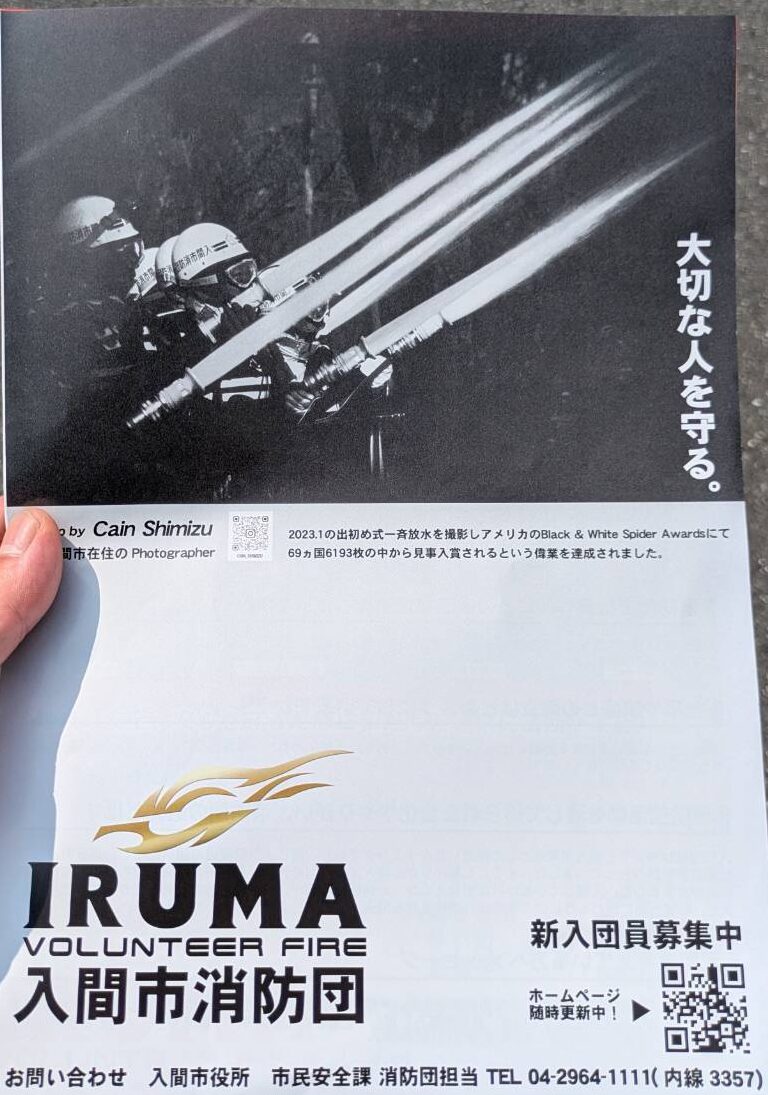 大切な人を守る。
by Cain Shimizu
間市在住の Photographer
CAIN_SHIMIZU
2023.1の出初め式一斉放水を撮影しアメリカのBlack & White Spider Awardsにて
69ヵ国6193枚の中から見事入賞されるという偉業を達成されました。
IRUMA
VOLUNTEER FIRE
入間市消防団
新入団員募集中
ホームページ
随時更新中！
お問い合わせ 入間市役所 市民安全課 消防団担当 TEL 04-2964-1111(内線 3357)